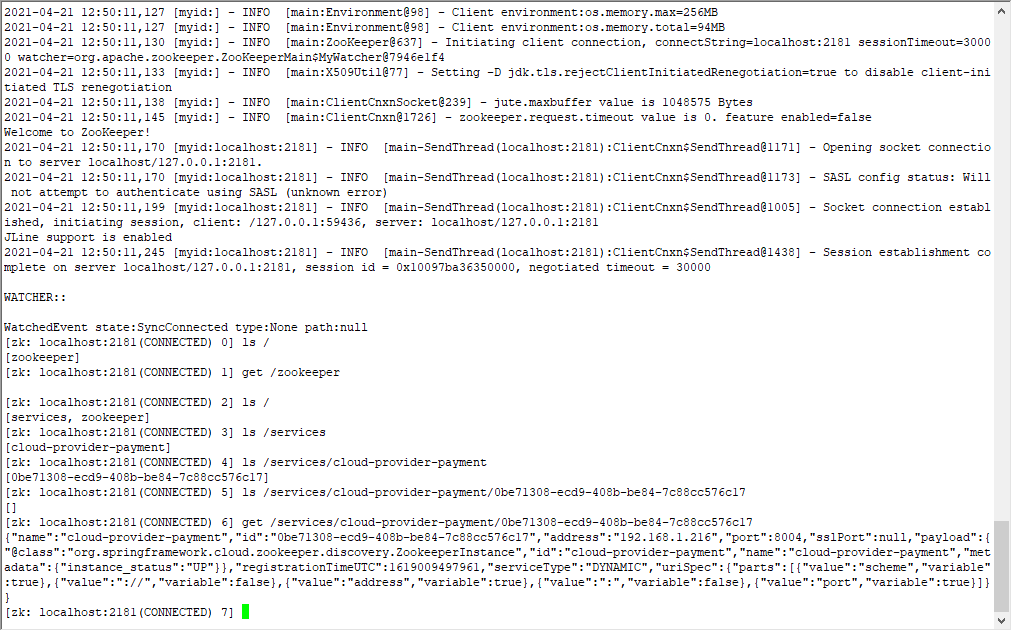 2021-04-21 12:50:11,127 [myid:] - INFO  [main:Environment@98] - Client environment:os.memory.max=256MB
2021-04-21 12:50:11,127 [myid:] - INFO  [main:Environment@98] - Client environment:os.memory.total=94MB
2021-04-21 12:50:11,130 [myid:] - INFO  [main:ZooKeeper@637] - Initiating client connection, connectString=localhost:2181 sessionTimeout=3000
0 watcher=org.apache.zookeeper.ZooKeeperMain$MyWatcher@7946e1f4
2021-04-21 12:50:11,133 [myid:] - INFO  [main:X509Util@77] - Setting -D jdk.tls.rejectClientInitiatedRenegotiation=true to disable client-ini
tiated TLS renegotiation
2021-04-21 12:50:11,138 [myid:] - INFO  [main:ClientCnxnSocket@239] - jute.maxbuffer value is 1048575 Bytes
2021-04-21 12:50:11,145 [myid:] - INFO  [main:ClientCnxn@1726] - zookeeper.request.timeout value is 0. feature enabled=false
Welcome to ZooKeeper!
2021-04-21 12:50:11,170 [myid:localhost:2181] - INFO  [main-SendThread(localhost:2181):ClientCnxn$SendThread@1171] - Opening socket connectio
n to server localhost/127.0.0.1:2181.
2021-04-21 12:50:11,170 [myid:localhost:2181] - INFO  [main-SendThread(localhost:2181):ClientCnxn$SendThread@1173] - SASL config status: Will
 not attempt to authenticate using SASL (unknown error)
2021-04-21 12:50:11,199 [myid:localhost:2181] - INFO  [main-SendThread(localhost:2181):ClientCnxn$SendThread@1005] - Socket connection establ
ished, initiating session, client: /127.0.0.1:59436, server: localhost/127.0.0.1:2181
JLine support is enabled
2021-04-21 12:50:11,245 [myid:localhost:2181] - INFO  [main-SendThread(localhost:2181):ClientCnxn$SendThread@1438] - Session establishment co
mplete on server localhost/127.0.0.1:2181, session id = 0x10097ba36350000, negotiated timeout = 30000
WATCHER::
WatchedEvent state:SyncConnected type:None path:null
[zk: localhost:2181(CONNECTED) 0] ls /
[zookeeper]
[zk: localhost:2181(CONNECTED) 1] get /zookeeper
[zk: localhost:2181(CONNECTED) 2] ls /
[services, zookeeper]
[zk: localhost:2181(CONNECTED) 3] ls /services
[cloud-provider-payment]
[zk: localhost:2181(CONNECTED) 4] ls /services/cloud-provider-payment
[0be71308-ecd9-408b-be84-7c88cc576c17]
[zk: localhost:2181(CONNECTED) 5] ls /services/cloud-provider-payment/0be71308-ecd9-408b-be84-7c88cc576c17
[]
[zk: localhost:2181(CONNECTED) 6] get /services/cloud-provider-payment/0be71308-ecd9-408b-be84-7c88cc576c17
{"name":"cloud-provider-payment","id":"0be71308-ecd9-408b-be84-7c88cc576c17","address":"192.168.1.216","port":8004,"sslPort":null,"payload":{
"@class":"org.springframework.cloud.zookeeper.discovery.ZookeeperInstance","id":"cloud-provider-payment","name":"cloud-provider-payment","met
adata":{"instance_status":"UP"}},"registrationTimeUTC":1619009497961,"serviceType":"DYNAMIC","uriSpec":{"parts":[{"value":"scheme","variable"
:true},{"value":"://","variable":false},{"value":"address","variable":true},{"value":":","variable":false},{"value":"port","variable":true}]}
}
[zk: localhost:2181(CONNECTED) 7]